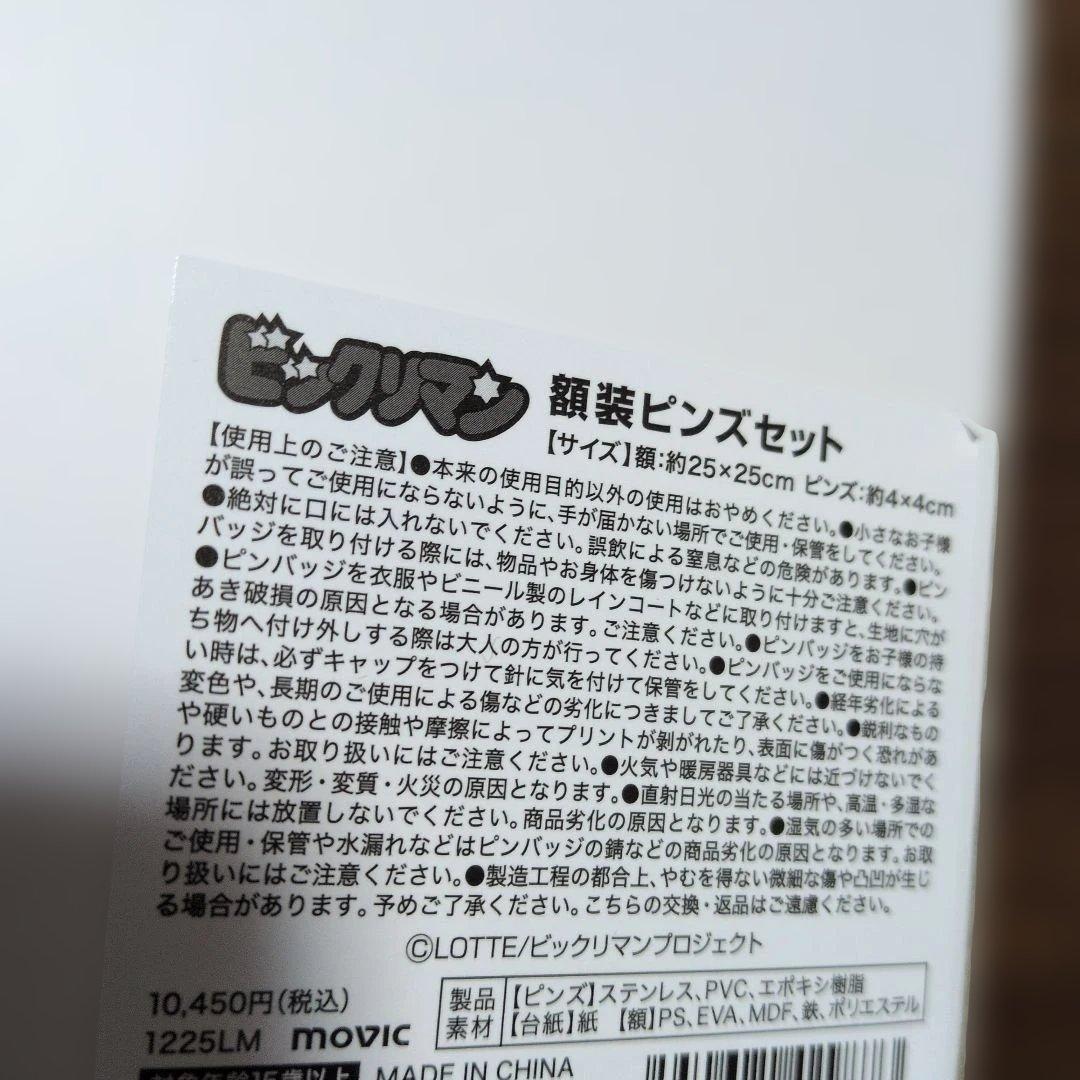 ビックリマン 額装ピンズセット
【サイズ】額:約25×25cm ピンズ:約4×4cm
【使用上のご注意】●本来の使用目的以外の使用はおやめください。●小さなお子様
が誤ってご使用にならないように、手が届かない場所でご使用・保管をしてください。
●絶対に口には入れないでください。誤飲による窒息などの危険があります。●ピン
バッジを取り付ける際には、物品やお身体を傷つけないように十分ご注意ください。
●ピンバッジを衣服やビニール製のレインコートなどに取り付けますと、生地に穴が
あき破損の原因となる場合があります。ご注意ください。●ピンバッジをお子様の持
ち物へ付け外しする際は大人の方が行ってください。●ピンバッジをご使用にならな
い時は、必ずキャップをつけて針に気を付けて保管をしてください。●経年劣化による
変色や、長期のご使用による傷などの劣化につきましてご了承ください。●鋭利なもの
や硬いものとの接触や摩擦によってプリントが剥がれたり、表面に傷がつく恐れがあ
ります。お取り扱いにはご注意ください。●火気や暖房器具などには近づけないでく
ださい。変形・変質・火災の原因となります。●直射日光の当たる場所や、高温・多湿な
場所には放置しないでください。商品劣化の原因となります。●湿気の多い場所での
ご使用・保管や水漏れなどはピンバッジの錆などの商品劣化の原因となります。お取
り扱いにはご注意ください。●製造工程の都合上、やむを得ない微細な傷や凸凹が生じ
る場合があります。予めご了承ください。こちらの交換・返品はご遠慮ください。
©LOTTE/ビックリマンプロジェクト
10,450円(税込)
1225LM movic
製品素材
【ピンズ】ステンレス、PVC、エポキシ樹脂
【台紙】紙 【額】PS、EVA、MDF、鉄、ポリエステル
対象年齢15歳以上 MADE IN CHINA